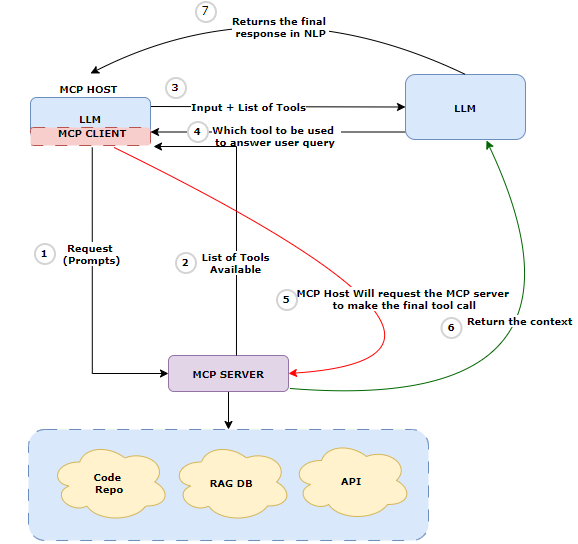 7
Returns the final
response in NLP
MCP HOST
LLM
MCP CLIENT
3
Input + List of Tools
4
Which tool to be used
to answer user query
LLM
1
Request
(Prompts)
2
List of Tools
Available
5
MCP Host Will request the MCP server
to make the final tool call
6
Return the context
MCP SERVER
Code
Repo
RAG DB
API